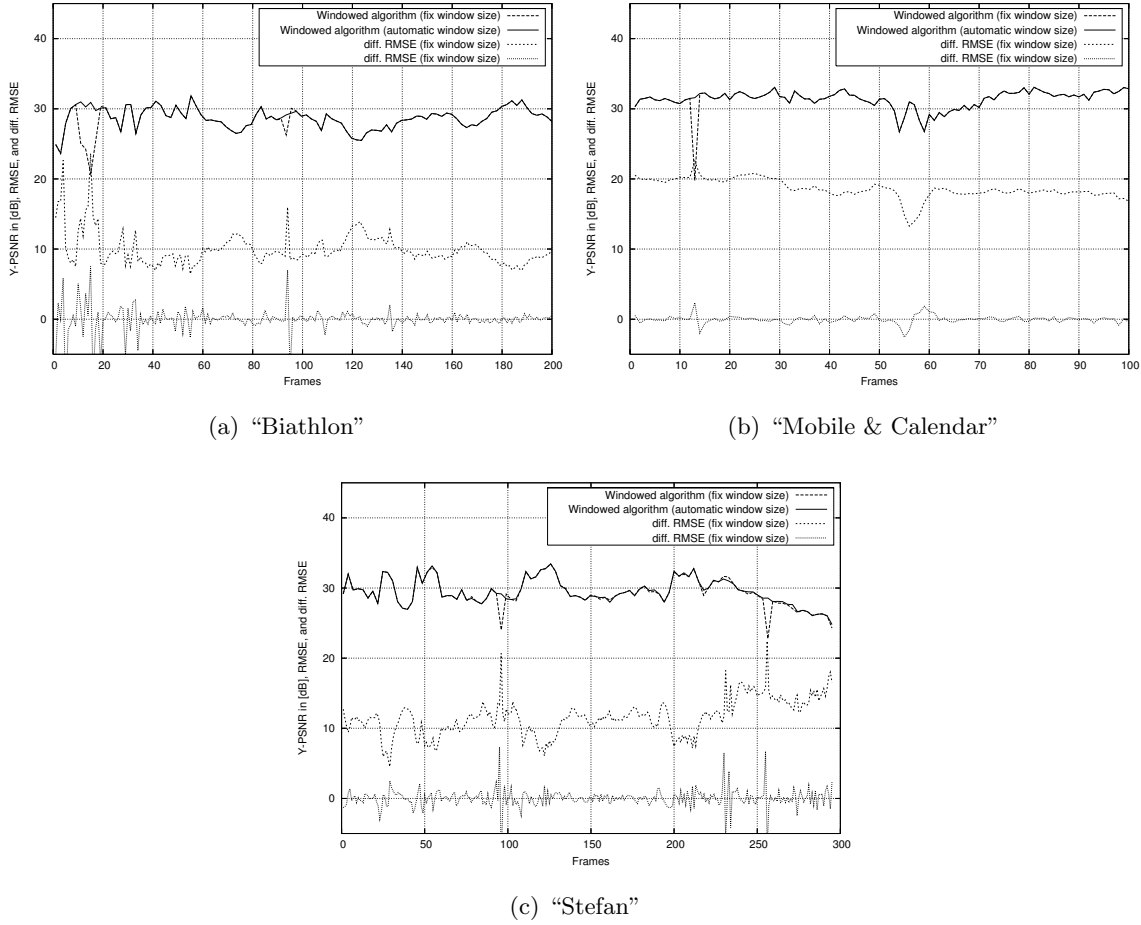 Y-PSNR in [dB], RMSE, and diff. RMSE
40
30
20
10
0
Windowed algorithm (fix window size)
Windowed algorithm (automatic window size)
diff. RMSE (fix window size)
diff. RMSE (fix window size)
0 20 40 60 80 100 120 140 160 180 200
Frames
(a) “Biathlon”
Y-PSNR in [dB], RMSE, and diff. RMSE
40
30
20
10
0
Windowed algorithm (fix window size)
Windowed algorithm (automatic window size)
diff. RMSE (fix window size)
diff. RMSE (fix window size)
0 10 20 30 40 50 60 70 80 90 100
Frames
(b) “Mobile & Calendar”
Y-PSNR in [dB], RMSE, and diff. RMSE
40
30
20
10
0
Windowed algorithm (fix window size)
Windowed algorithm (automatic window size)
diff. RMSE (fix window size)
diff. RMSE (fix window size)
0 50 100 150 200 250 300
Frames
(c) “Stefan”